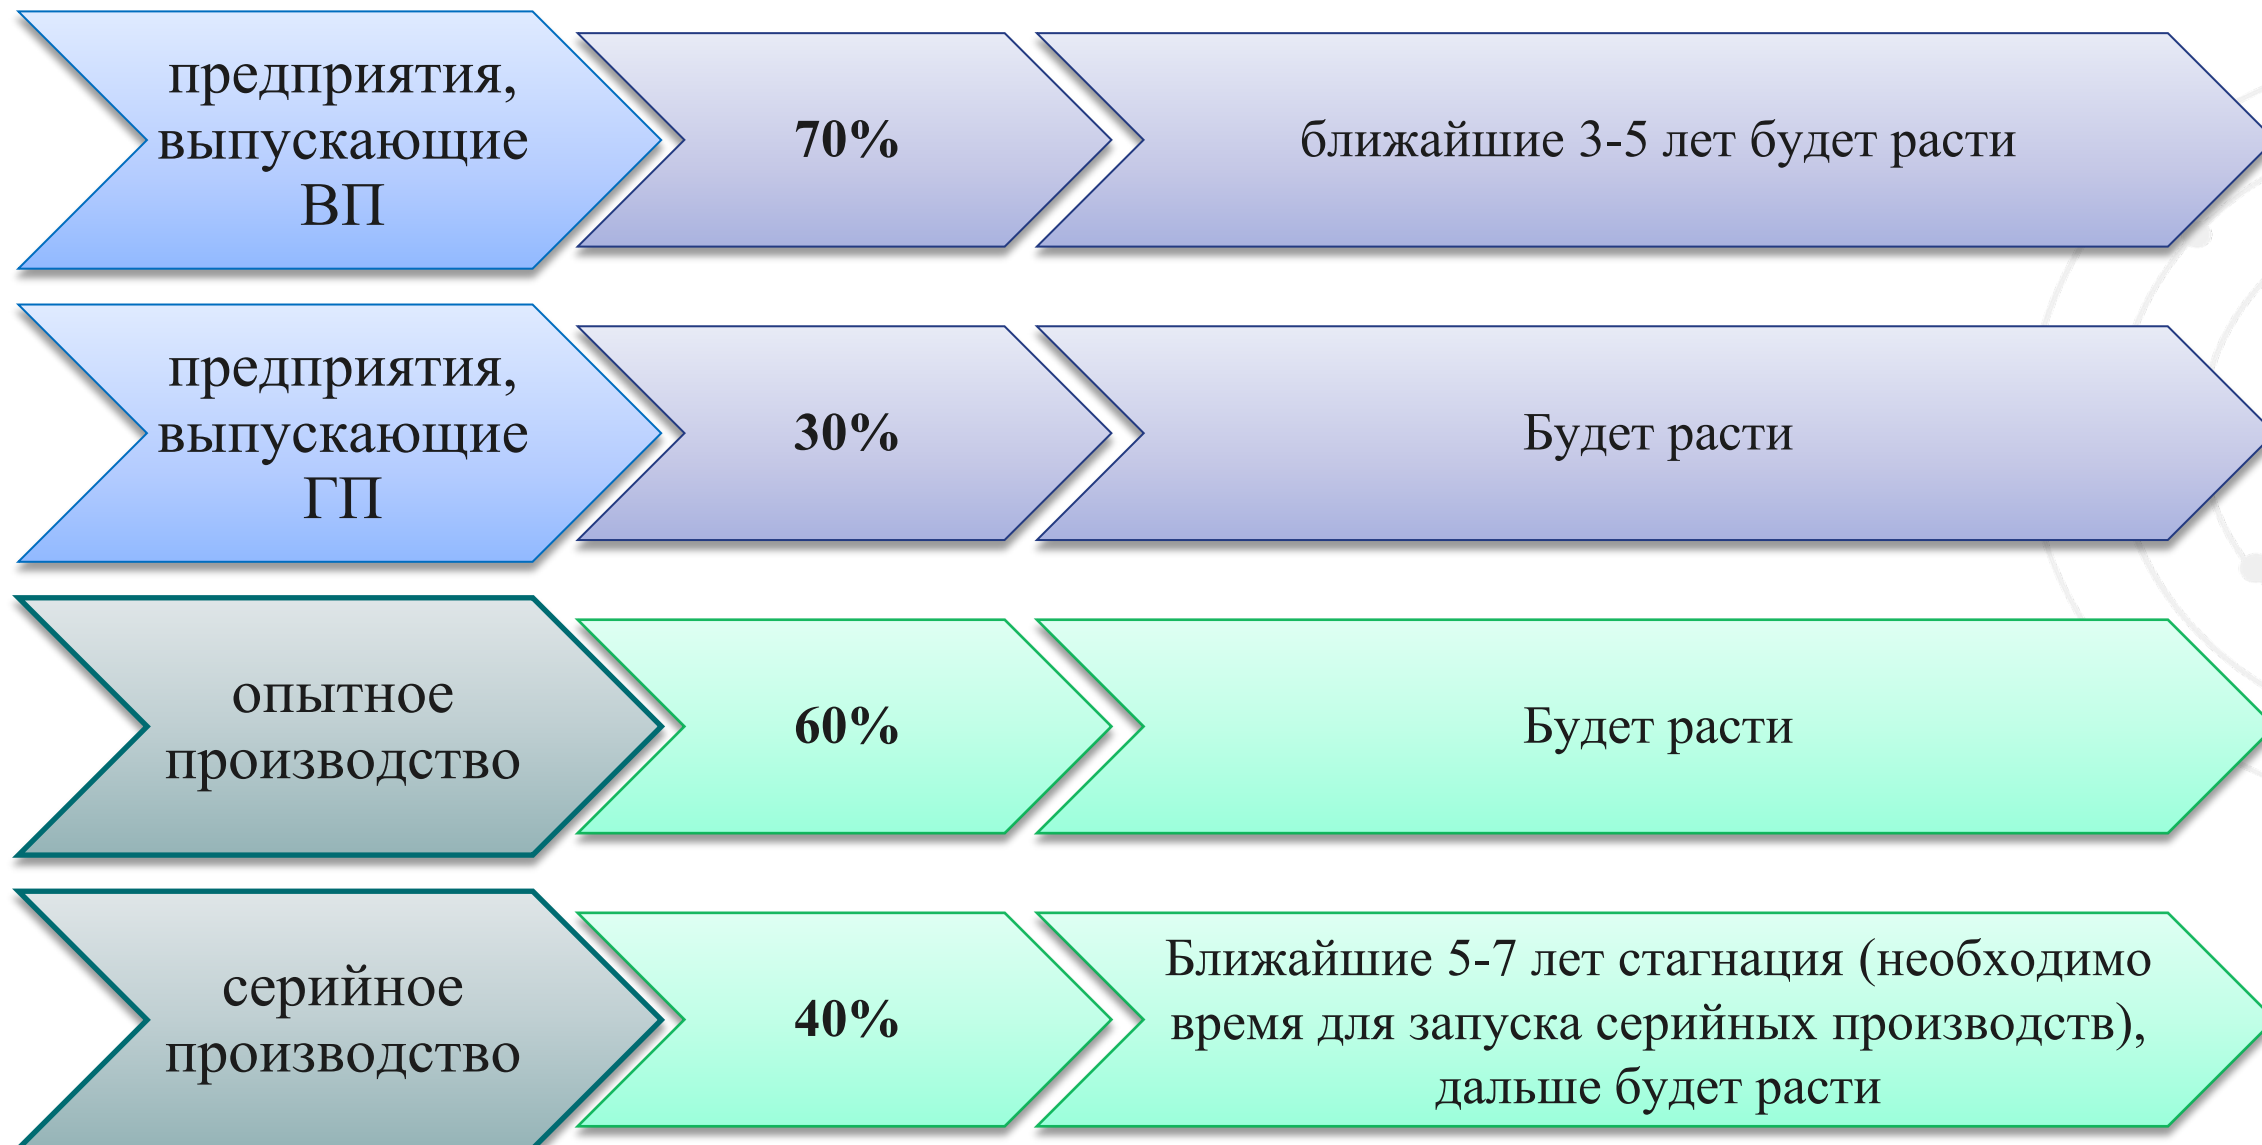 предприятия,
выпускающие
ВП
70%
ближайшие 3-5 лет будет расти
предприятия,
выпускающие
ГП
30%
Будет расти
опытное
производство
60%
Будет расти
серийное
производство
40%
Ближайшие 5-7 лет стагнация (необходимо
время для запуска серийных производств),
дальше будет расти